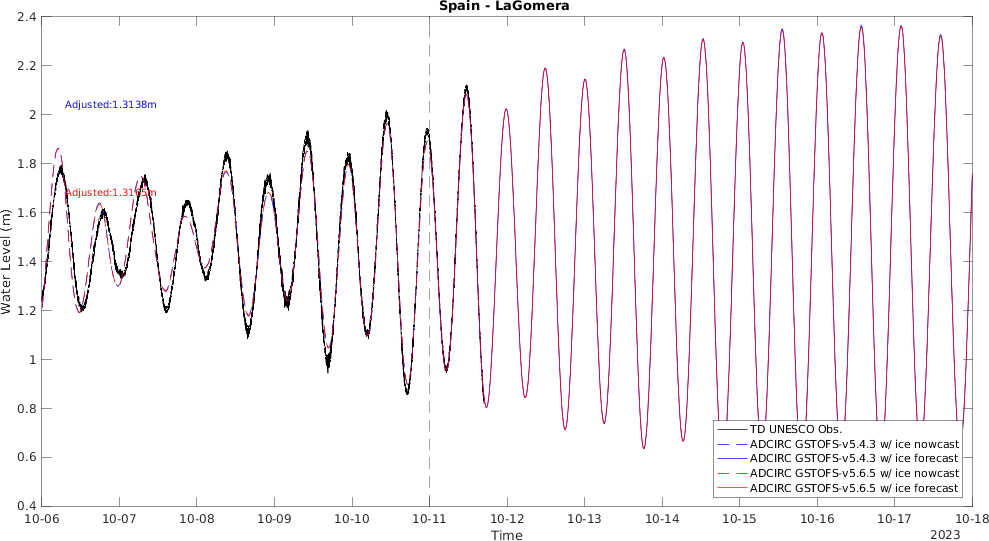 Spain - LaGomera
2.4
2.2
2
1.8
1.6
1.4
1.2
1
0.8
0.6
0.4
Water Level (m)
Adjusted:1.3138m
Adjusted:1.3165m
TD UNESCO Obs.
ADCIRC GSTOFS-v5.4.3 w/ ice nowcast
ADCIRC GSTOFS-v5.4.3 w/ ice forecast
ADCIRC GSTOFS-v5.6.5 w/ ice nowcast
ADCIRC GSTOFS-v5.6.5 w/ ice forecast
10-06 10-07 10-08 10-09 10-10 10-11 10-12 10-13 10-14 10-15 10-16 10-17 10-18
Time
2023